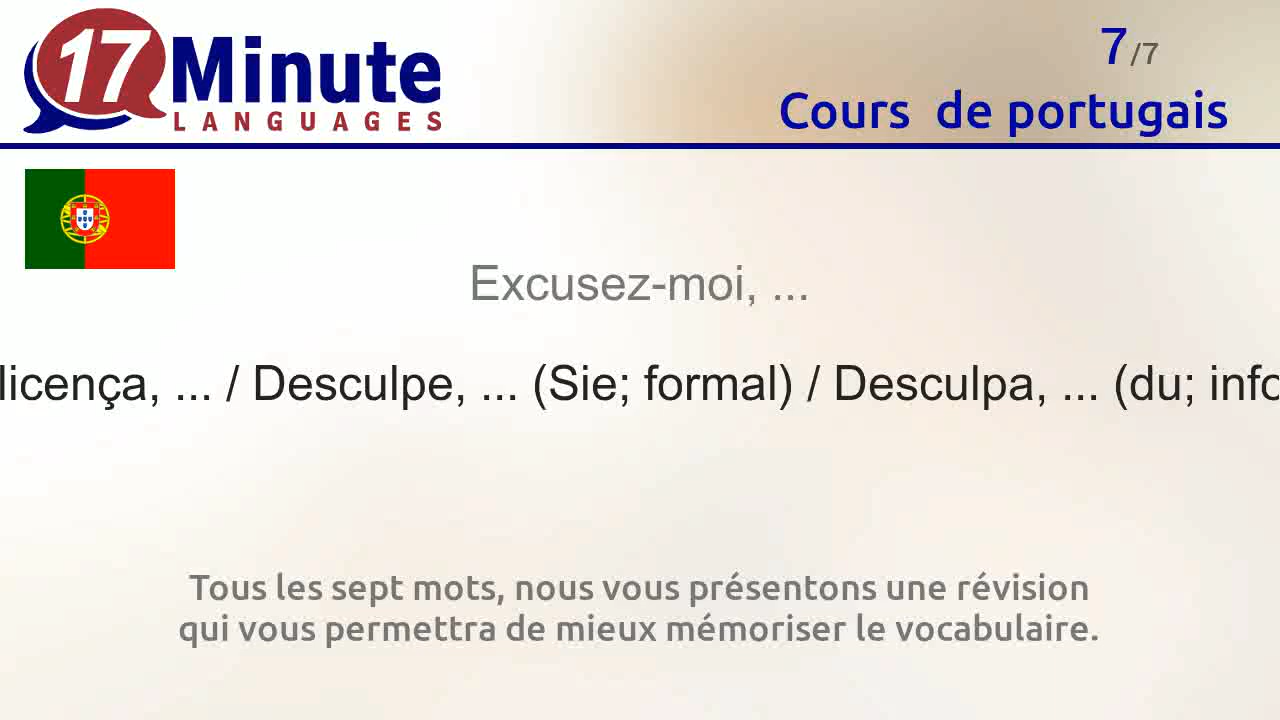 17 Minute
LANGUAGES
7/7
Cours de portugais
Excusez-moi, ...
licença, ... / Desculpe, ... (Sie; formal) / Desculpa, ... (du; info
Tous les sept mots, nous vous présentons une révision
qui vous permettra de mieux mémoriser le vocabulaire.